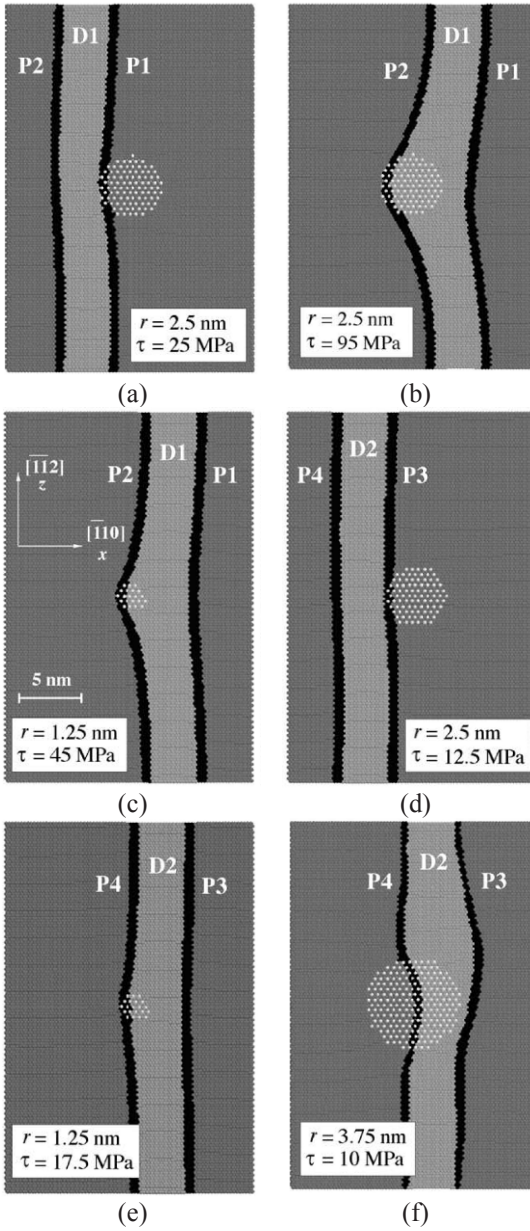 P2 D1 P1
r = 2.5 nm
τ = 25 MPa
(a)
D1
P2 P1
r = 2.5 nm
τ = 95 MPa
(b)
D1
P2 P1
[1̅1̅2]
z
[1̅10]
x
5 nm
r = 1.25 nm
τ = 45 MPa
(c)
D2
P4 P3
r = 2.5 nm
τ = 12.5 MPa
(d)
D2
P4 P3
r = 1.25 nm
τ = 17.5 MPa
(e)
D2
P4 P3
r = 3.75 nm
τ = 10 MPa
(f)